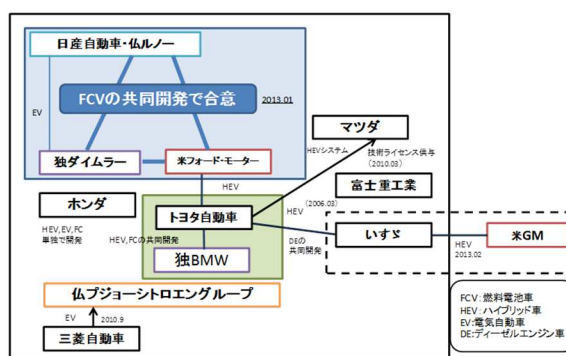 日産自動車・仏ルノー
FCVの共同開発で合意
2013.01
EV
独ダイムラー
米フォード・モーター
マツダ
HEVシステム
技術ライセンス供与
(2010.03)
HEV
富士重工業
ホンダ
HEV, EV, FC
単独で開発
トヨタ自動車
HEV, FCの共同開発
独BMW
HEV
(2006.03)
DEの
共同開発
いすゞ
HEV
2013.02
米GM
仏プジョーシトロエングループ
EV
2010.9
三菱自動車
FCV:燃料電池車
HEV:ハイブリッド車
EV:電気自動車
DE:ディーゼルエンジン車